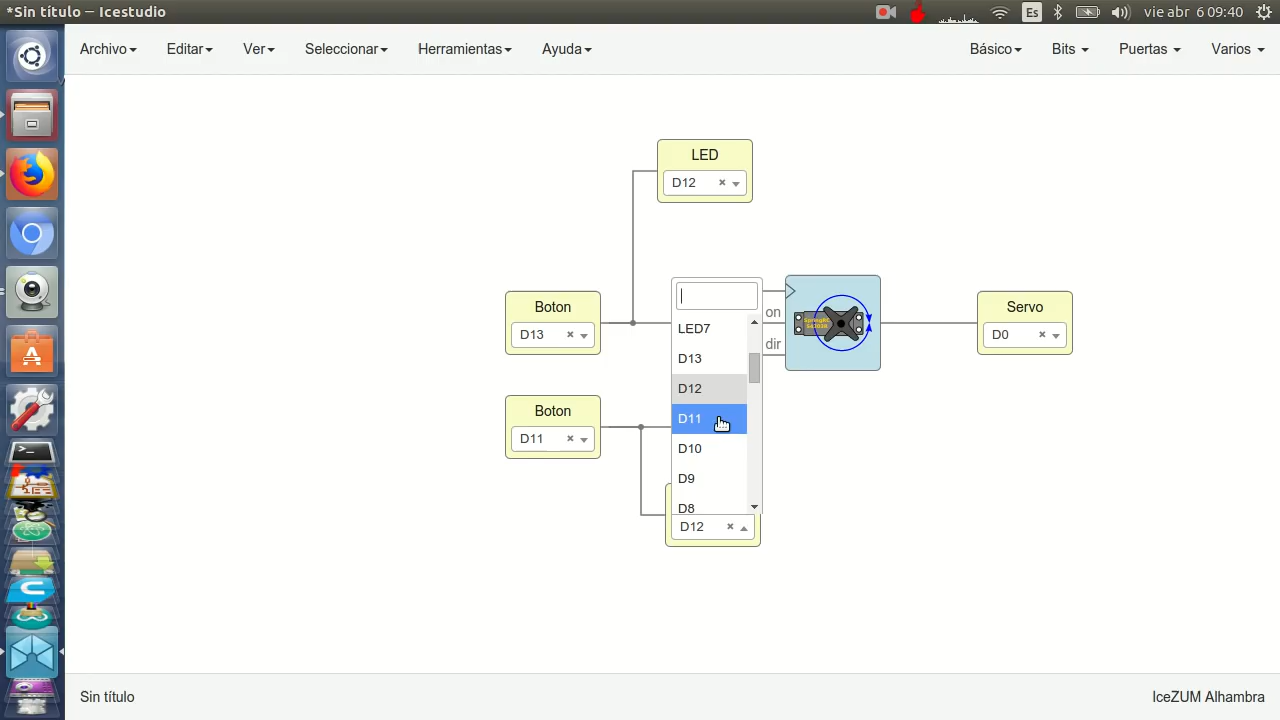 *Sin título — Icestudio
Es
vie abr 6 09:40
Archivo
Editar
Ver
Seleccionar
Herramientas
Ayuda
Básico
Bits
Puertas
Varios
LED
D12
Boton
D13
on
dir
Servo
D0
LED7
D13
D12
D11
D10
D9
D8
Boton
D11
D12
Sin título
IceZUM Alhambra